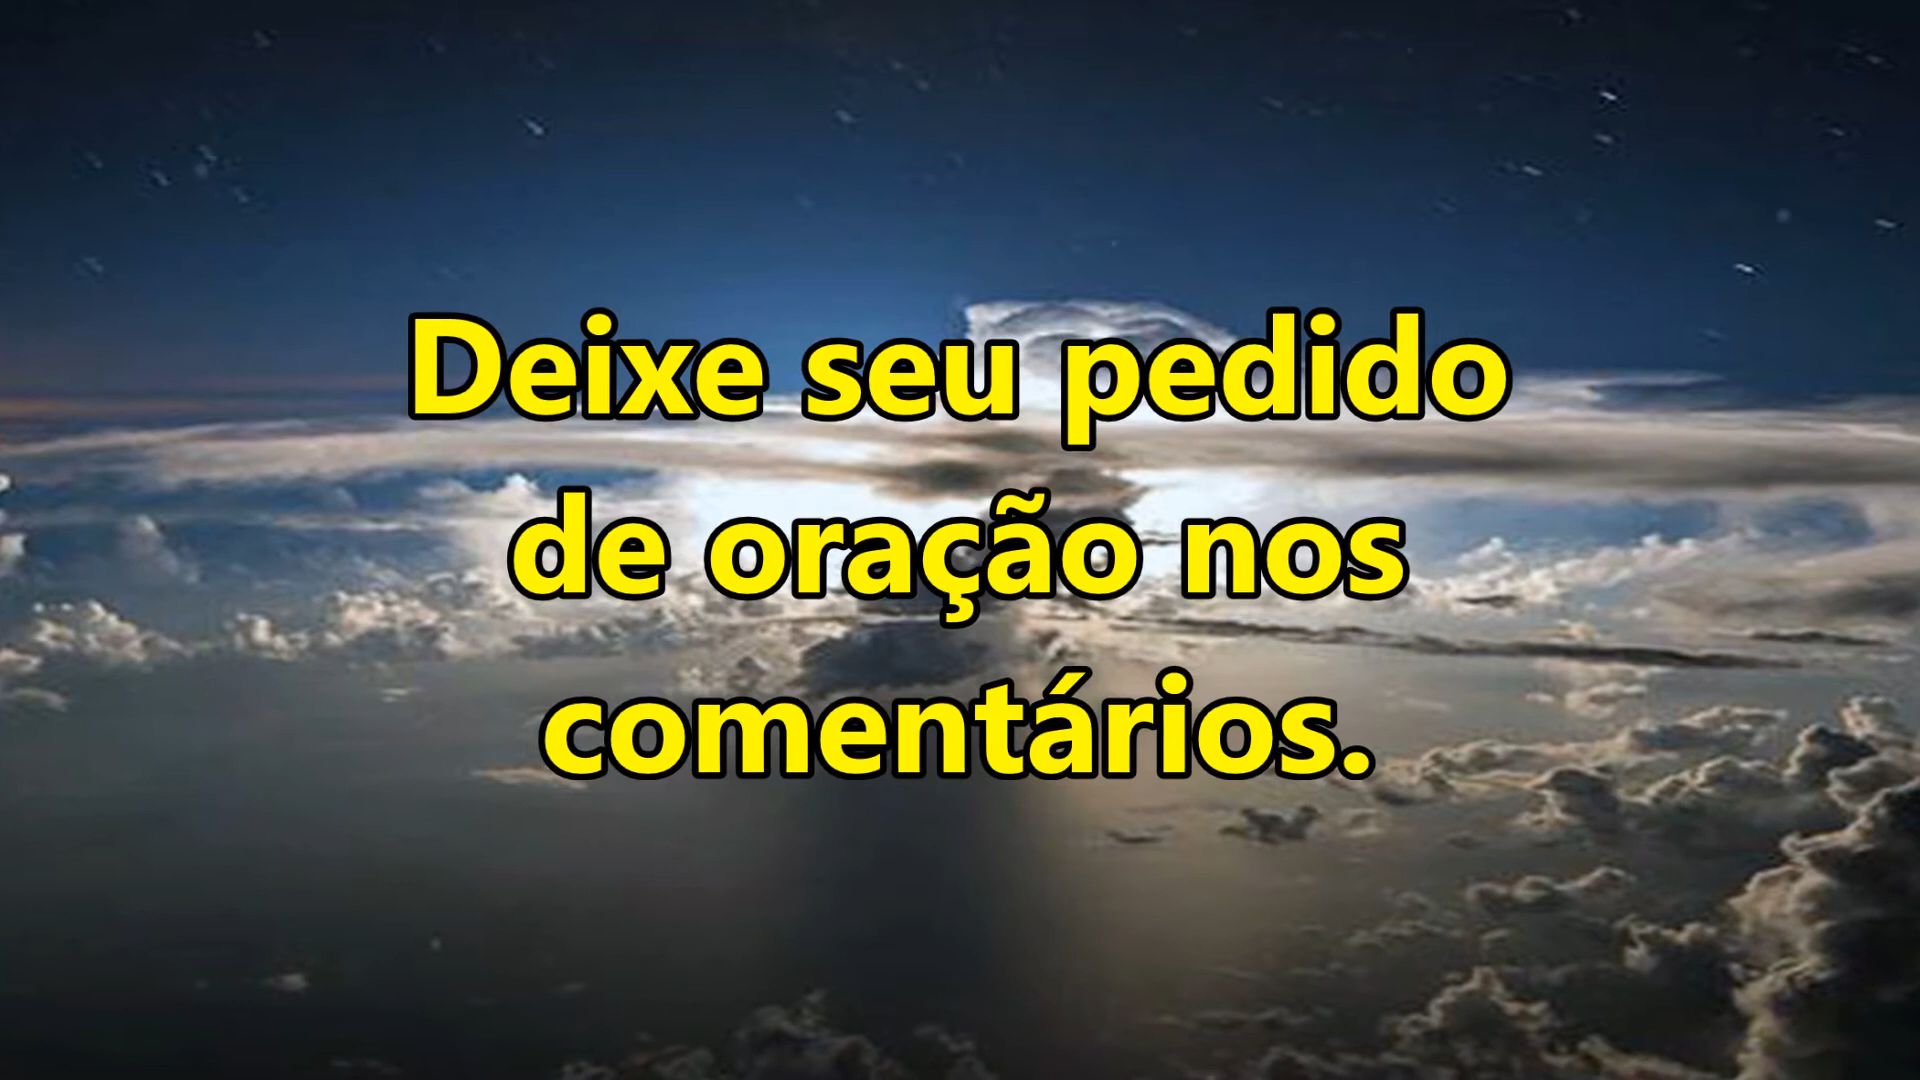 Deixe seu pedido
de oração nos
comentários.